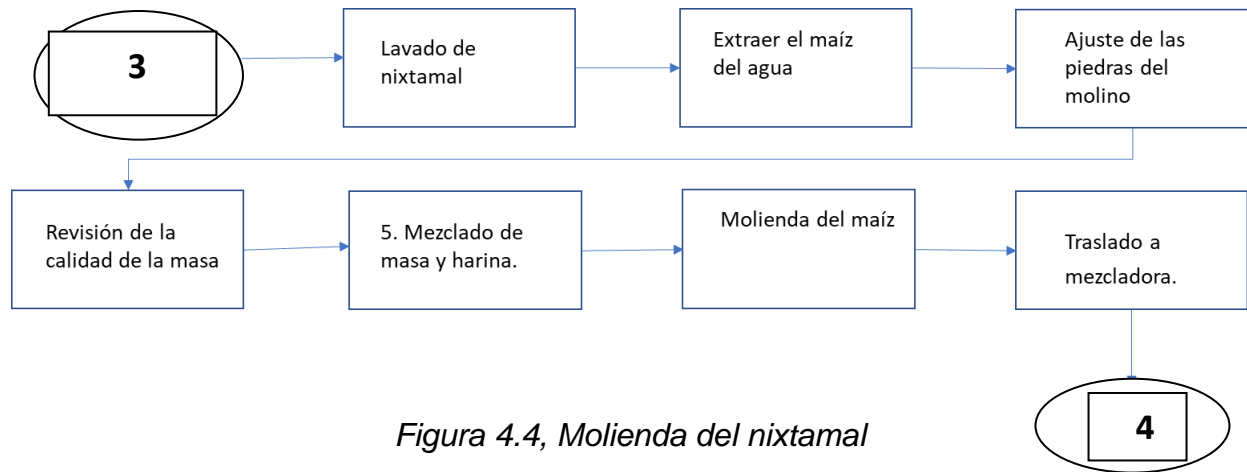 3
Lavado de
nixtamal
Extraer el maíz
del agua
Ajuste de las
piedras del
molino
Revisión de la
calidad de la masa
5. Mezclado de
masa y harina.
Molienda del maíz
Traslado a
mezcladora.
4
Figura 4.4, Molienda del nixtamal